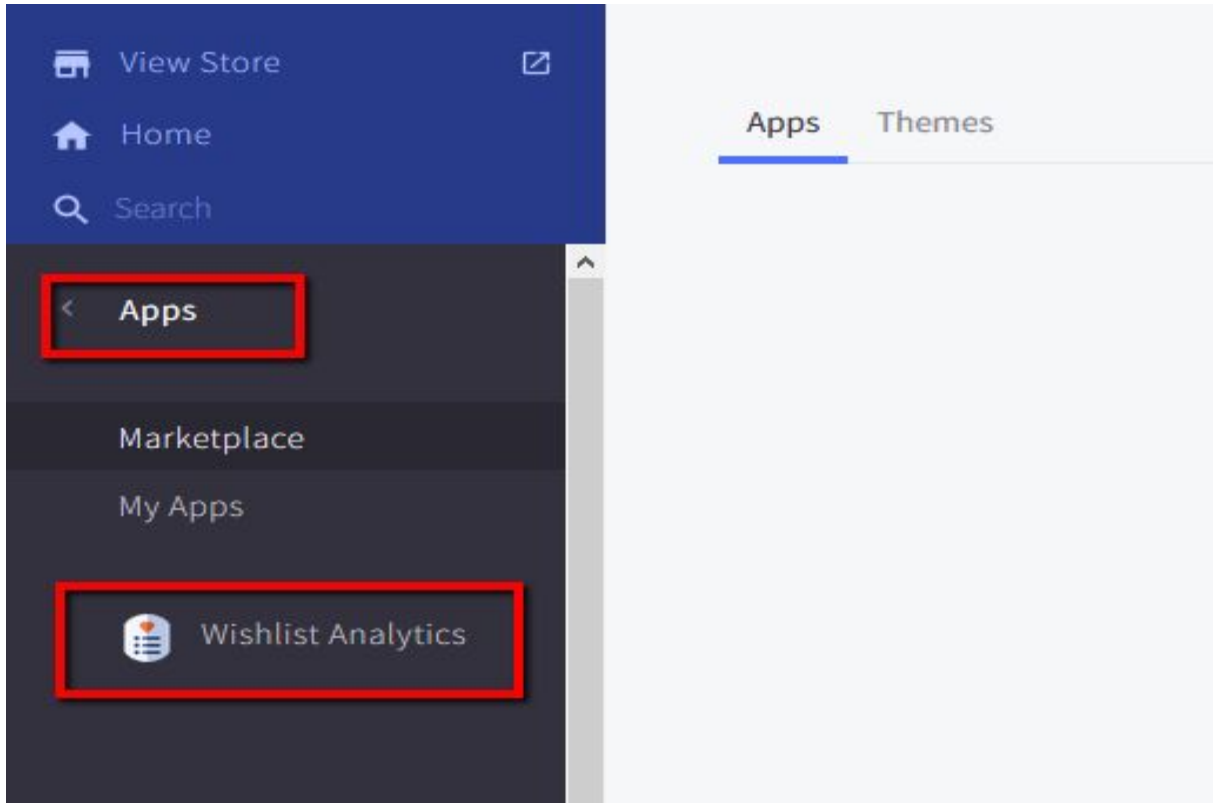 View Store
Home
Search
Apps
Marketplace
My Apps
Wishlist Analytics
Apps Themes